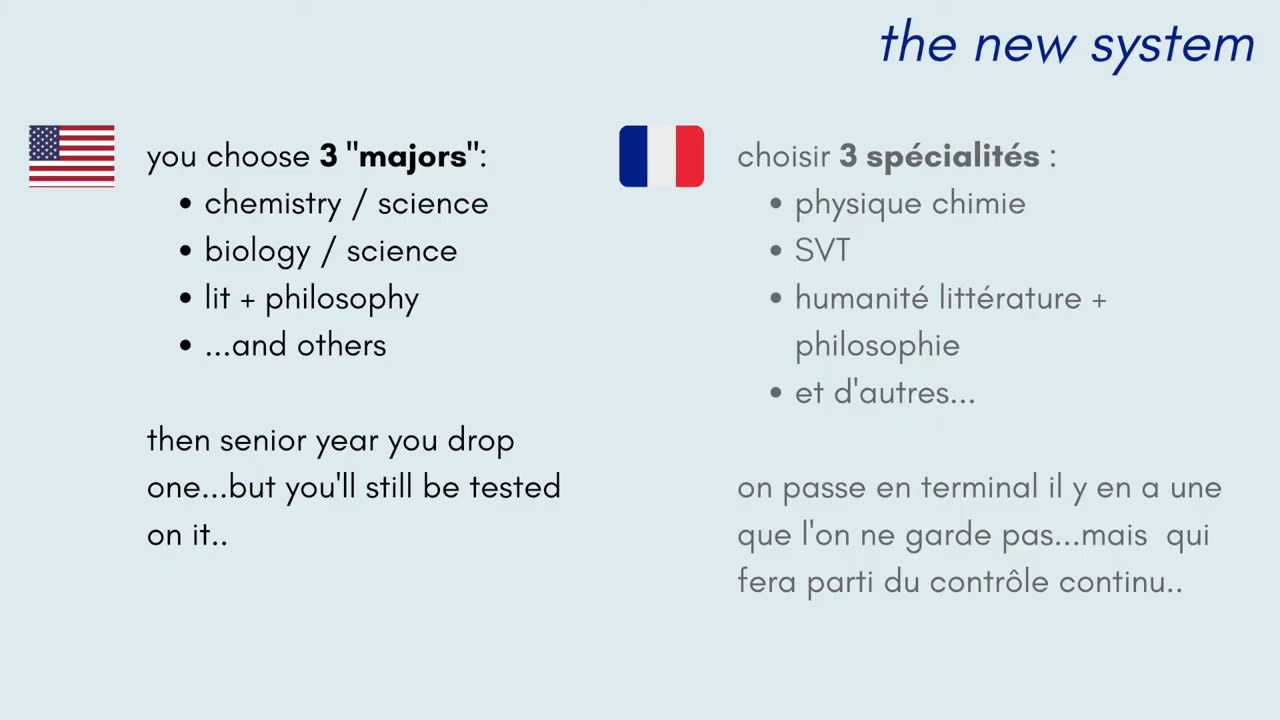 the new system
you choose 3 "majors":
• chemistry / science
• biology / science
• lit + philosophy
• ...and others
then senior year you drop
one...but you'll still be tested
on it..
choisir 3 spécialités :
• physique chimie
• SVT
• humanité littérature +
philosophie
• et d'autres...
on passe en terminal il y en a une
que l'on ne garde pas...mais  qui
fera parti du contrôle continu..